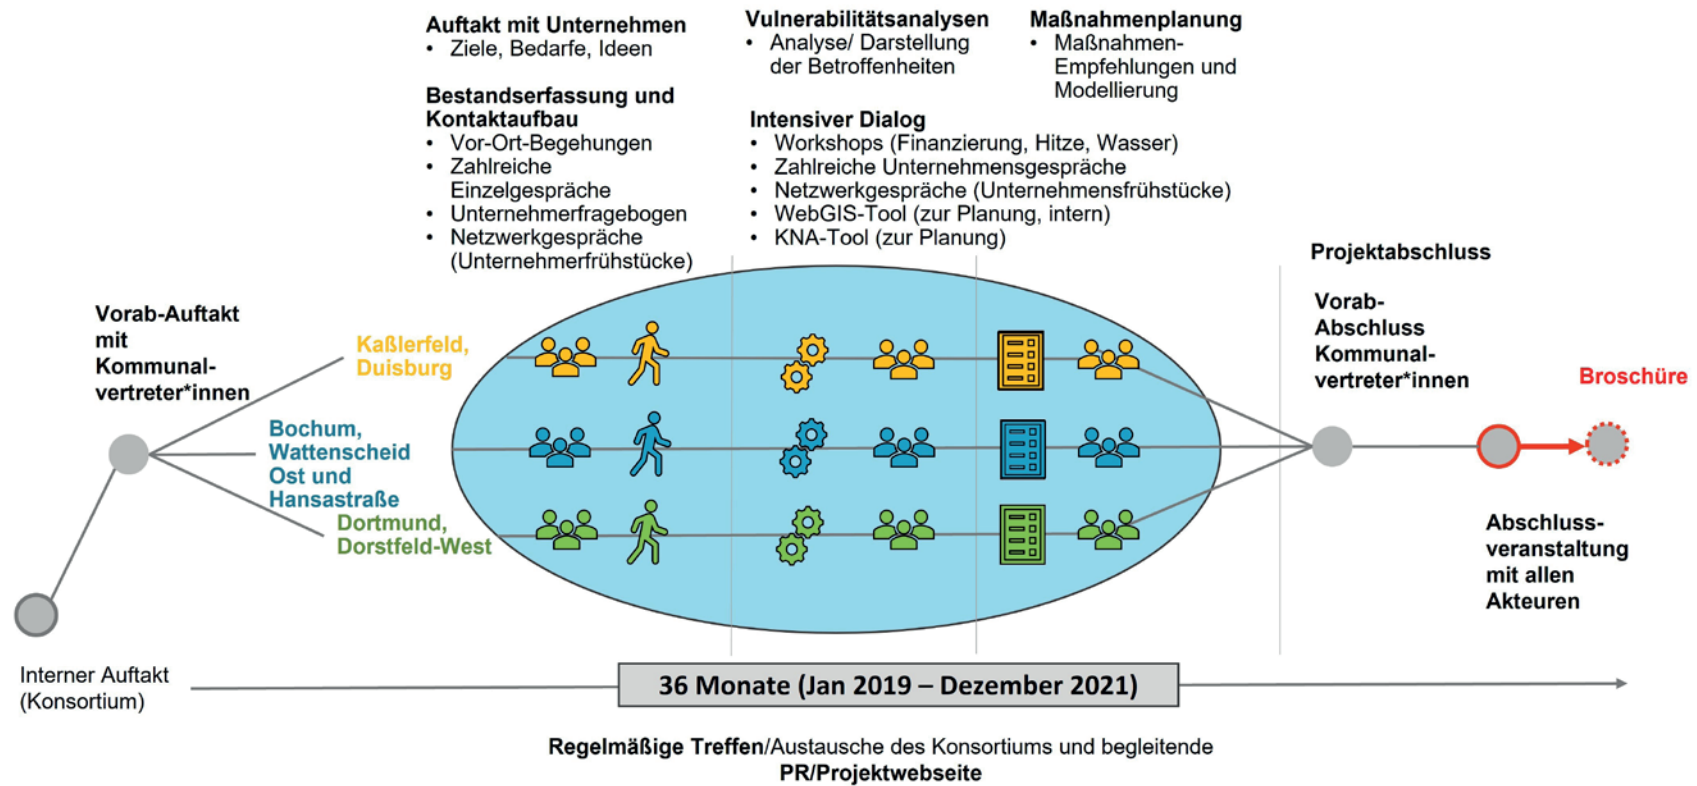 Auftakt mit Unternehmen
• Ziele, Bedarfe, Ideen
Bestandserfassung und
Kontaktaufbau
• Vor-Ort-Begehungen
• Zahlreiche
Einzelgespräche
• Unternehmerfragebogen
• Netzwerkgespräche
(Unternehmerfrühstücke)
Vulnerabilitätsanalysen
• Analyse/ Darstellung
der Betroffenheiten
Maßnahmenplanung
• Maßnahmen-
Empfehlungen und
Modellierung
Intensiver Dialog
• Workshops (Finanzierung, Hitze, Wasser)
• Zahlreiche Unternehmensgespräche
• Netzwerkgespräche (Unternehmensfrühstücke)
• WebGIS-Tool (zur Planung, intern)
• KNA-Tool (zur Planung)
Projektabschluss
Vorab-
Abschluss
Kommunal-
vertreter*innen
Broschüre
Vorab-Auftakt
mit
Kommunal-
vertreter*innen
Kaßlerfeld,
Duisburg
Bochum,
Wattenscheid
Ost und
Hansastraße
Dortmund,
Dorstfeld-West
Abschluss-
veranstaltung
mit allen
Akteuren
Interner Auftakt
(Konsortium)
36 Monate (Jan 2019 – Dezember 2021)
Regelmäßige Treffen/Austausche des Konsortiums und begleitende
PR/Projektwebseite